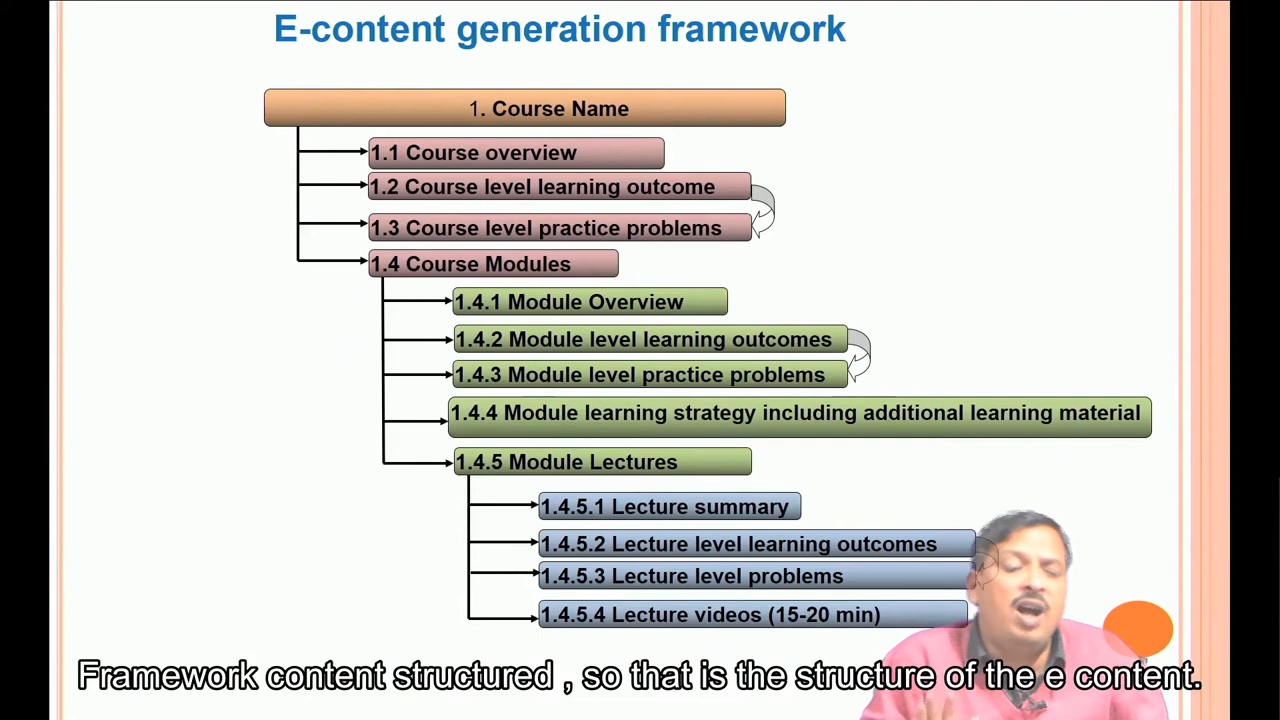 E-content generation framework
1. Course Name
1.1 Course overview
1.2 Course level learning outcome
1.3 Course level practice problems
1.4 Course Modules
1.4.1 Module Overview
1.4.2 Module level learning outcomes
1.4.3 Module level practice problems
1.4.4 Module learning strategy including additional learning material
1.4.5 Module Lectures
1.4.5.1 Lecture summary
1.4.5.2 Lecture level learning outcomes
1.4.5.3 Lecture level problems
1.4.5.4 Lecture videos (15-20 min)
Framework content structured , so that is the structure of the e content.